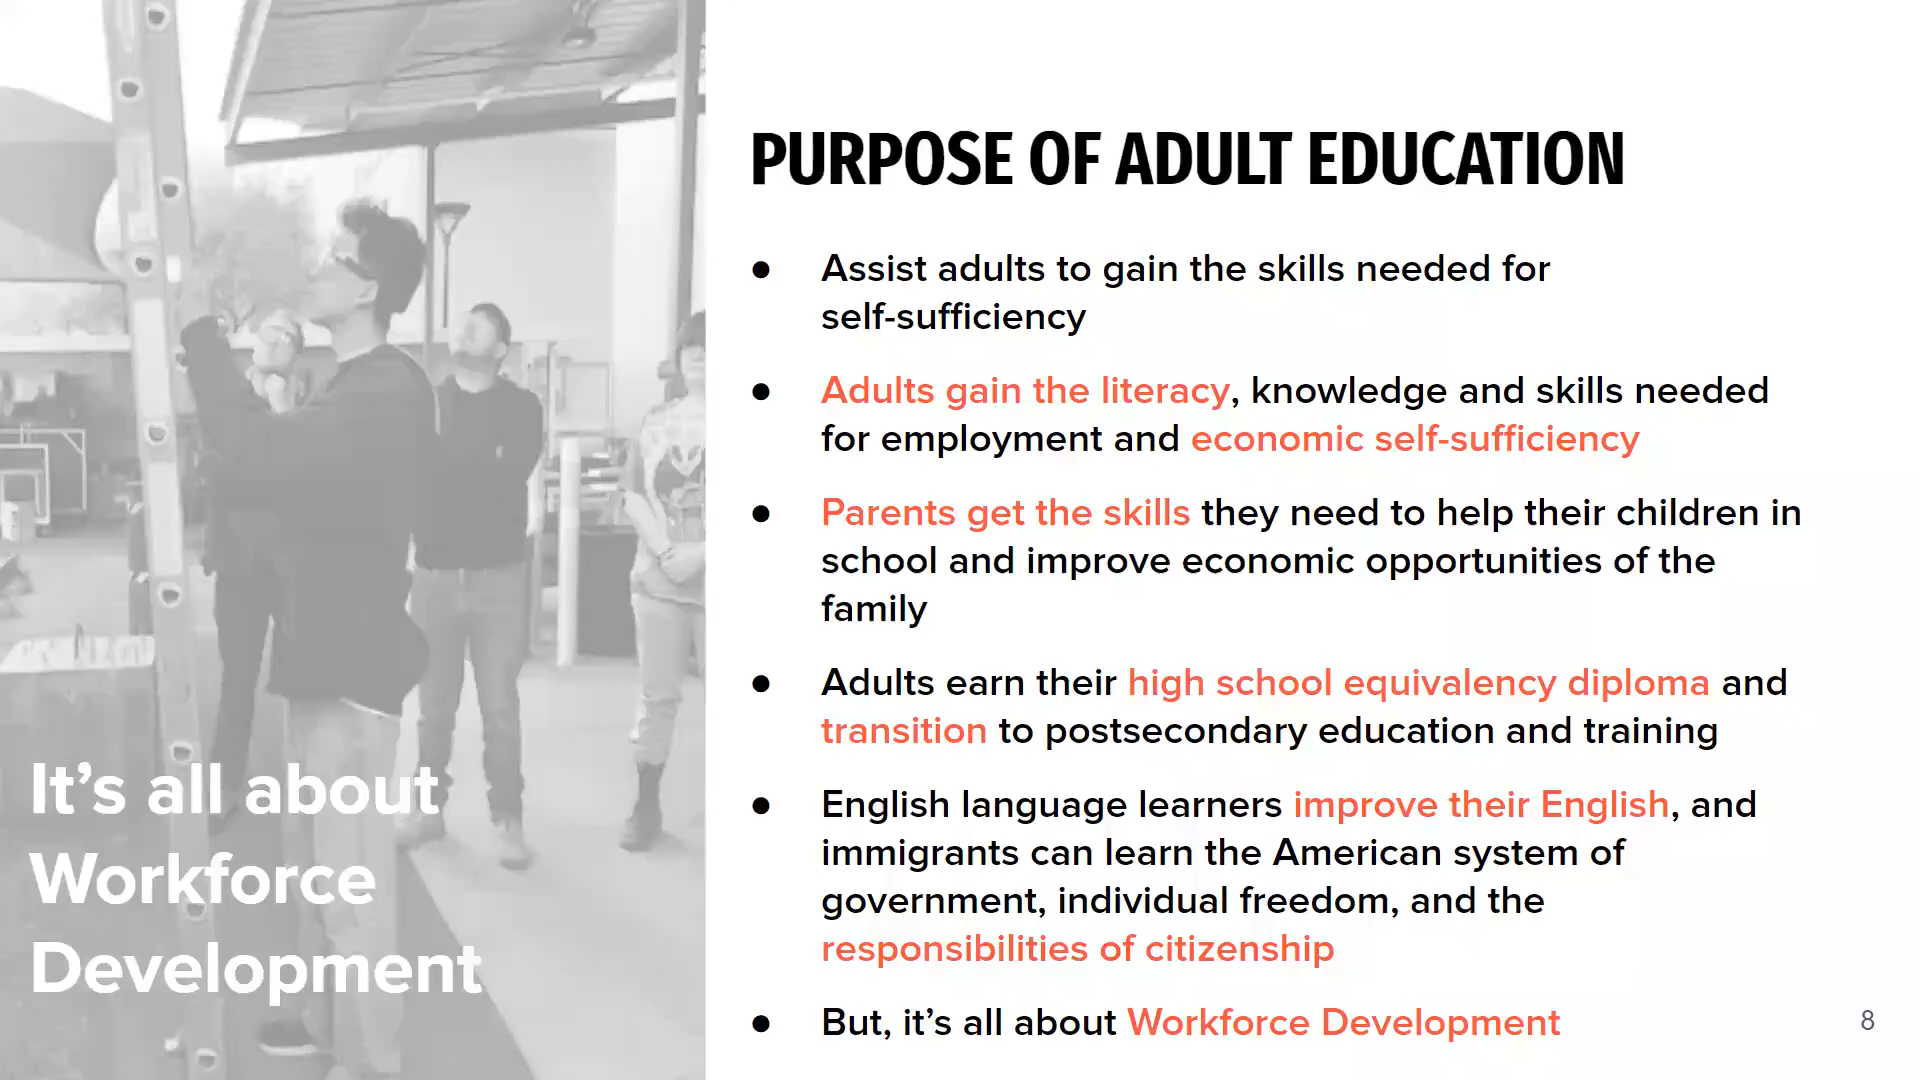 PURPOSE OF ADULT EDUCATION
● Assist adults to gain the skills needed for
self-sufficiency
● Adults gain the literacy, knowledge and skills needed
for employment and economic self-sufficiency
● Parents get the skills they need to help their children in
school and improve economic opportunities of the
family
● Adults earn their high school equivalency diploma and
transition to postsecondary education and training
● English language learners improve their English, and
immigrants can learn the American system of
government, individual freedom, and the
responsibilities of citizenship
● But, it’s all about Workforce Development
It’s all about
Workforce
Development
8